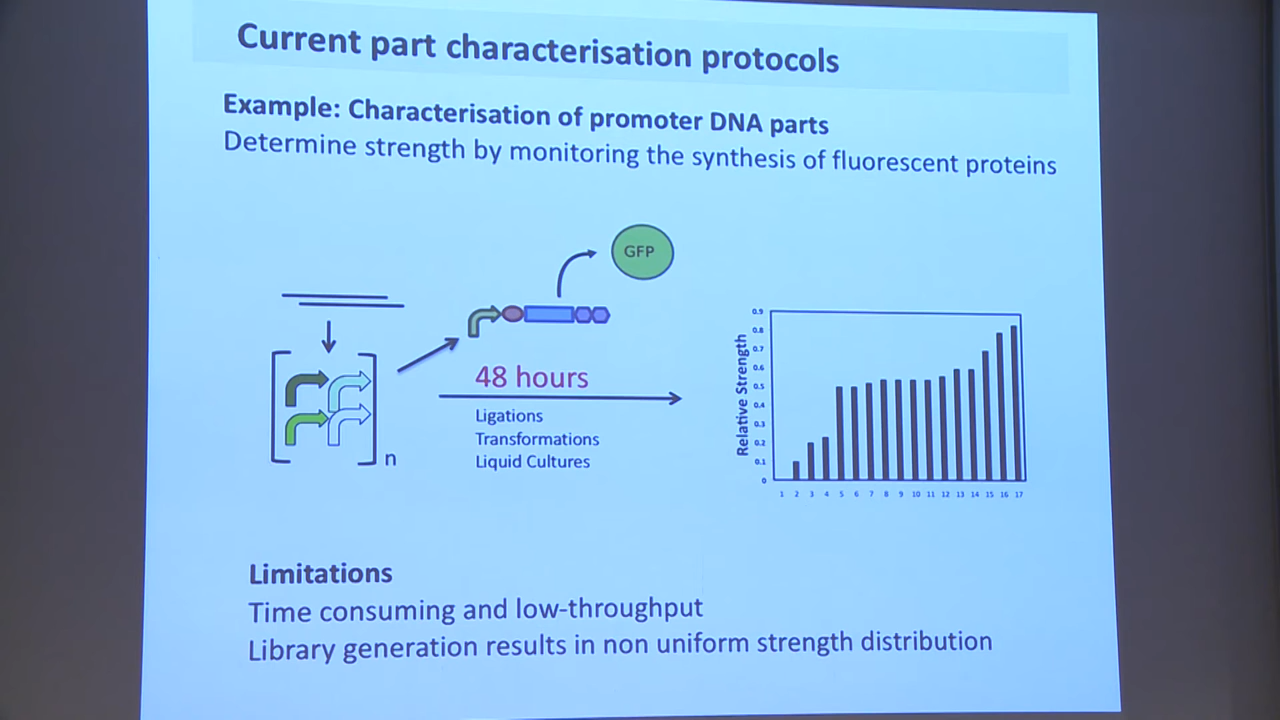 Current part characterisation protocols
Example: Characterisation of promoter DNA parts
Determine strength by monitoring the synthesis of fluorescent proteins
GFP
n
48 hours
Ligations
Transformations
Liquid Cultures
Relative Strength
0.9
0.8
0.7
0.6
0.5
0.4
0.3
0.2
0.1
0
1 2 3 4 5 6 7 8 9 10 11 12 13 14 15 16 17
Limitations
Time consuming and low-throughput
Library generation results in non uniform strength distribution